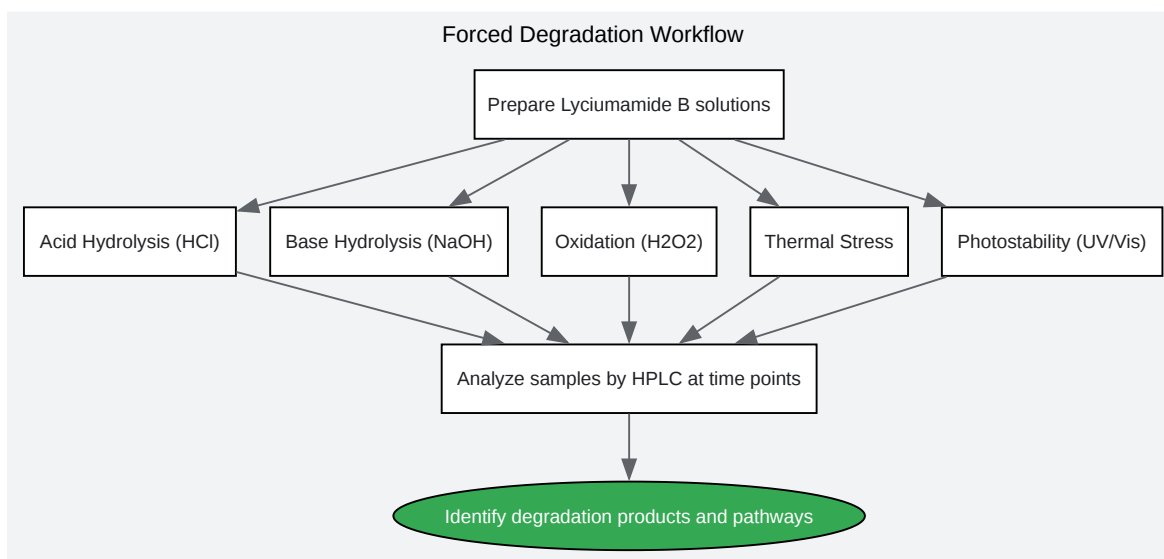 Forced Degradation Workflow
Prepare Lyciumamide B solutions
Acid Hydrolysis (HCl)
Base Hydrolysis (NaOH)
Oxidation (H2O2)
Thermal Stress
Photostability (UV/Vis)
Analyze samples by HPLC at time points
Identify degradation products and pathways